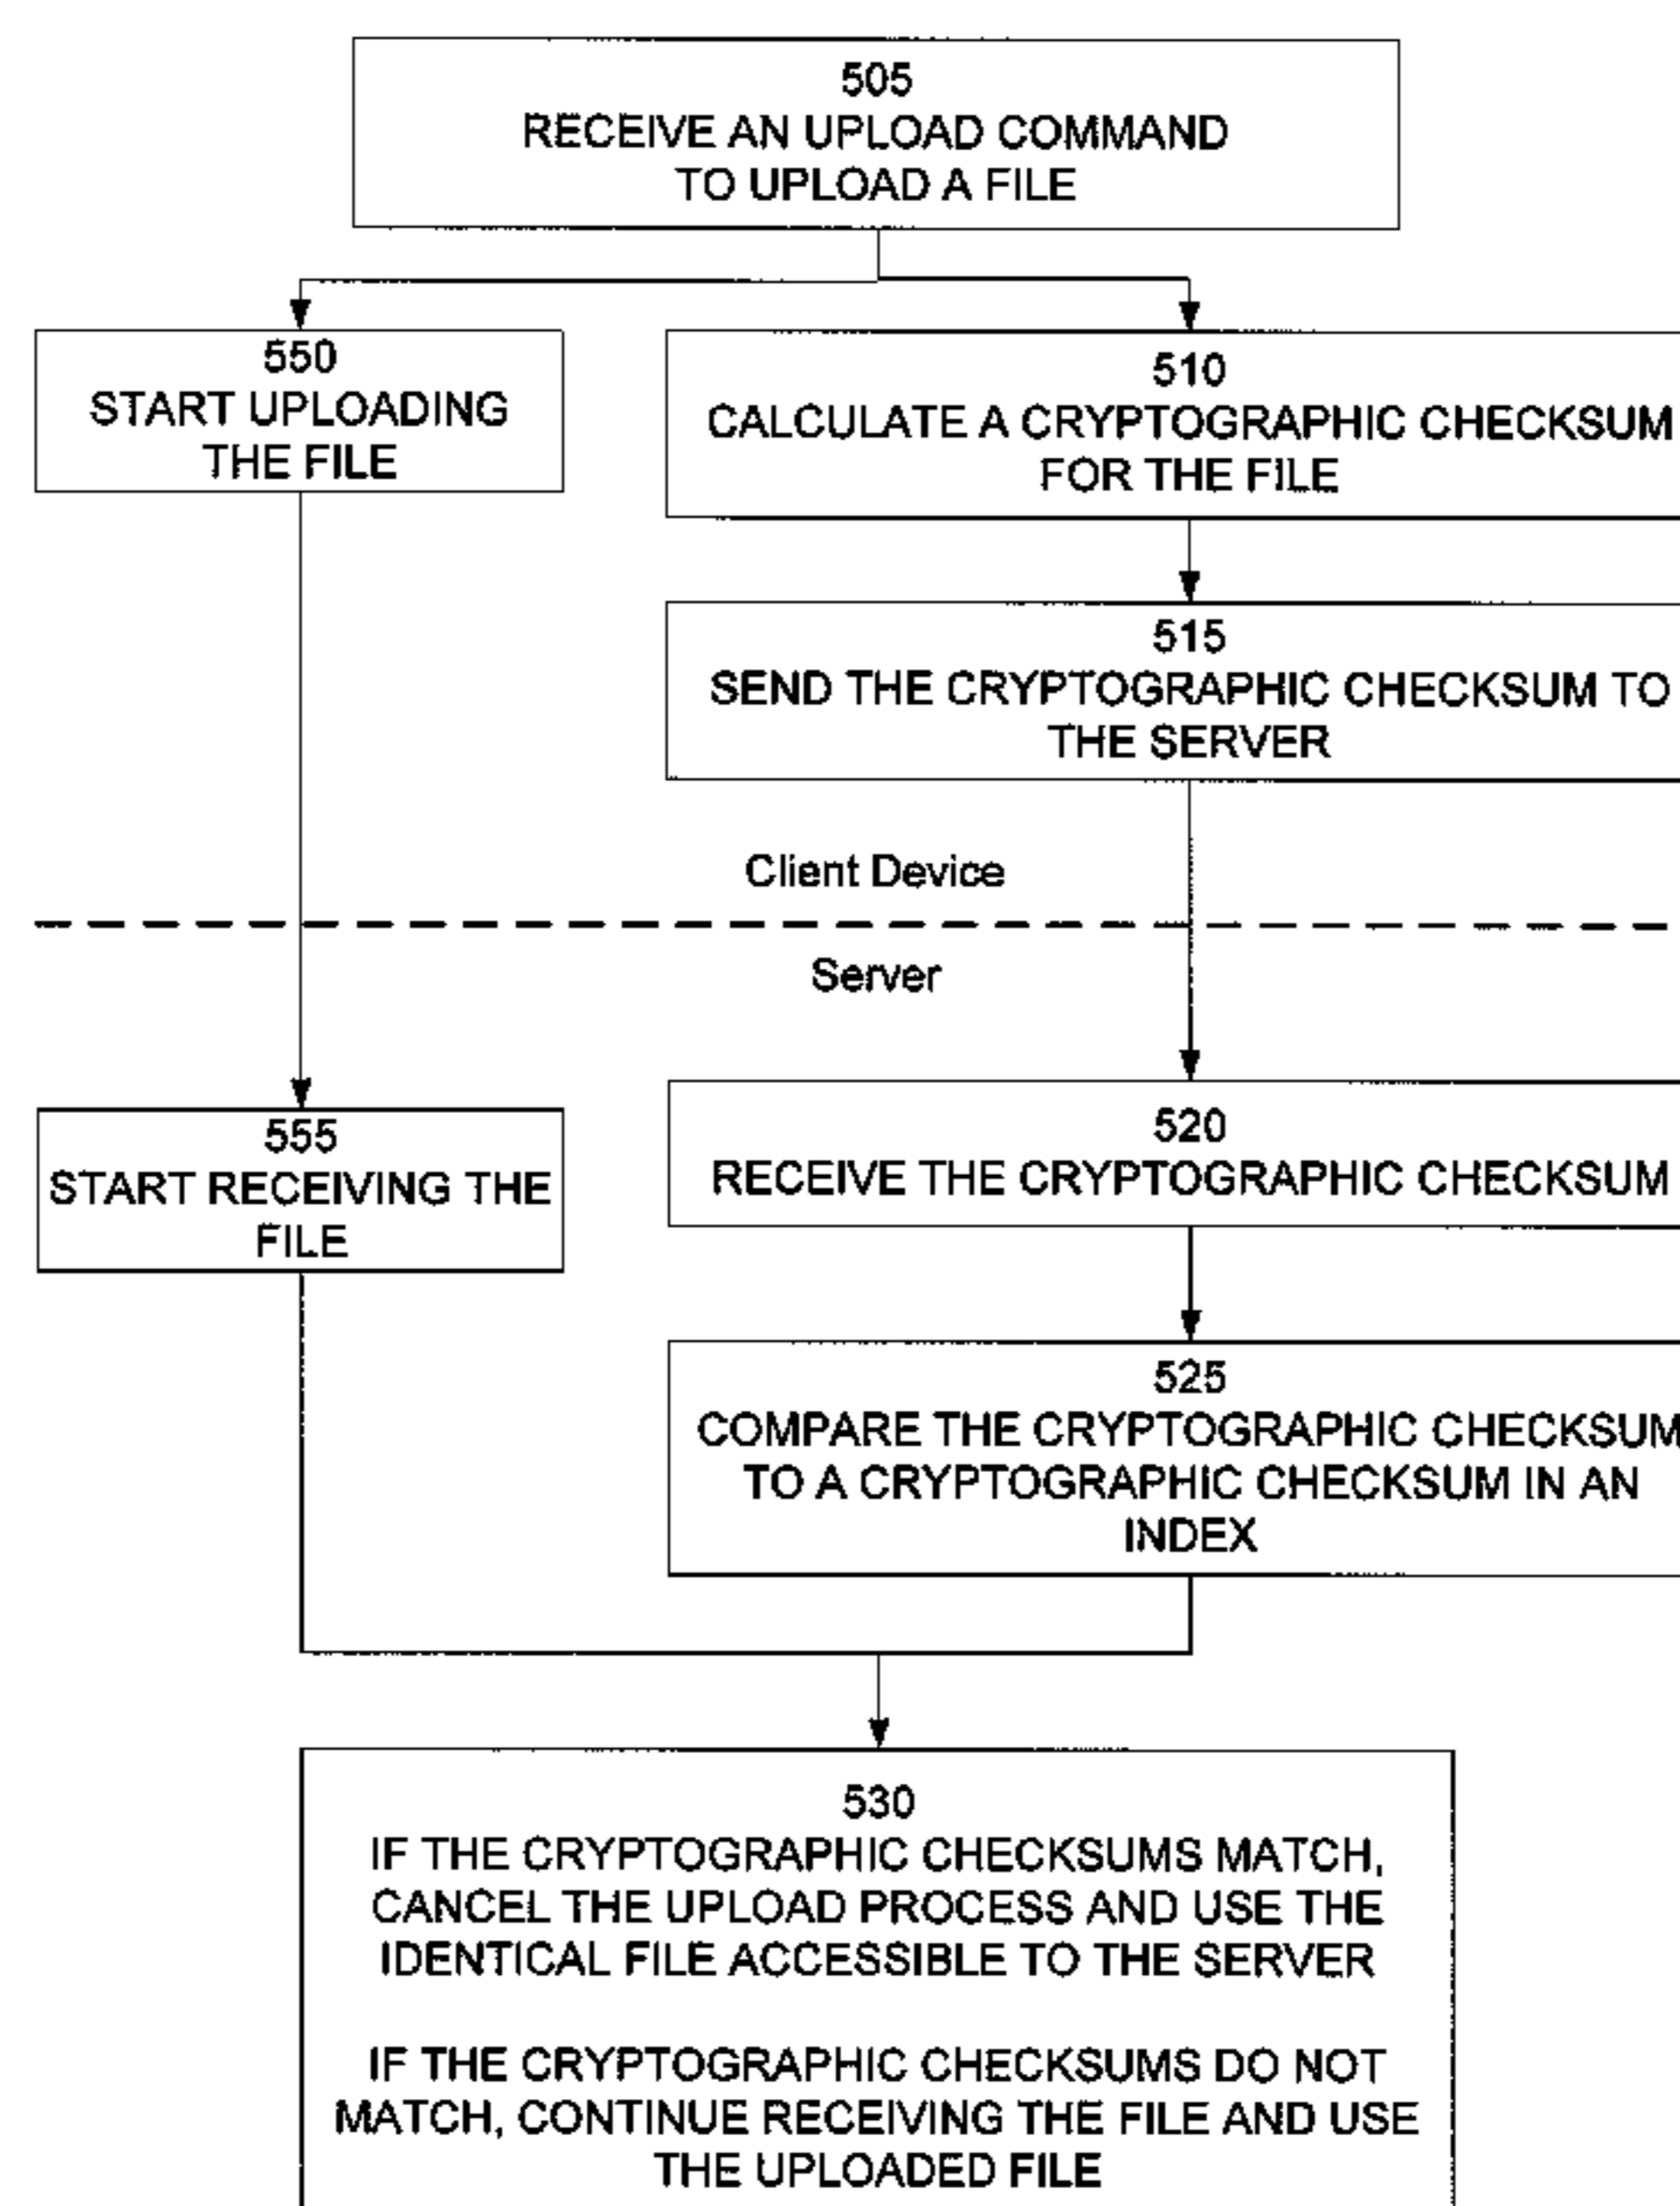 505
RECEIVE AN UPLOAD COMMAND
TO UPLOAD A FILE
550
START UPLOADING
THE FILE
510
CALCULATE A CRYPTOGRAPHIC CHECKSUM
FOR THE FILE
515
SEND THE CRYPTOGRAPHIC CHECKSUM TO
THE SERVER
Client Device
Server
555
START RECEIVING THE
FILE
520
RECEIVE THE CRYPTOGRAPHIC CHECKSUM
525
COMPARE THE CRYPTOGRAPHIC CHECKSUM
TO A CRYPTOGRAPHIC CHECKSUM IN AN
INDEX
530
IF THE CRYPTOGRAPHIC CHECKSUMS MATCH,
CANCEL THE UPLOAD PROCESS AND USE THE
IDENTICAL FILE ACCESSIBLE TO THE SERVER
IF THE CRYPTOGRAPHIC CHECKSUMS DO NOT
MATCH, CONTINUE RECEIVING THE FILE AND USE
THE UPLOADED FILE